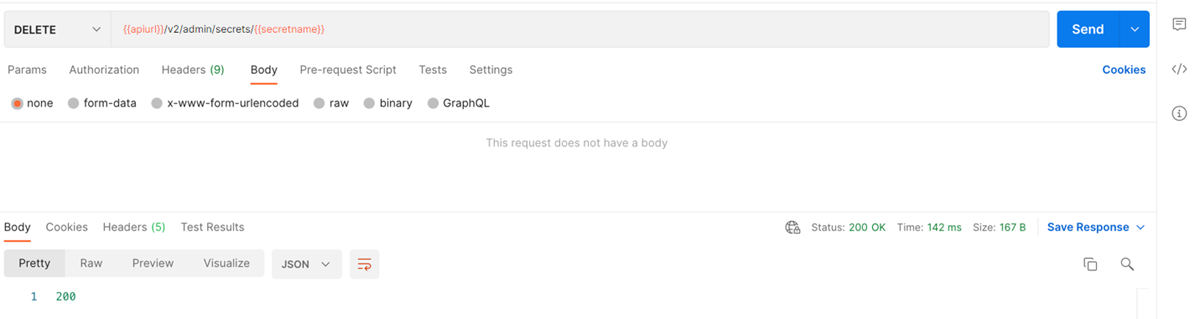 DELETE {{apiurl}}/v2/admin/secrets/{{secretname}} Send
Params Authorization Headers (9) Body Pre-request Script Tests Settings Cookies
none form-data x-www-form-urlencoded raw binary GraphQL
This request does not have a body
Body Cookies Headers (5) Test Results Status: 200 OK Time: 142 ms Size: 167 B Save Response
Pretty Raw Preview Visualize JSON
1 200